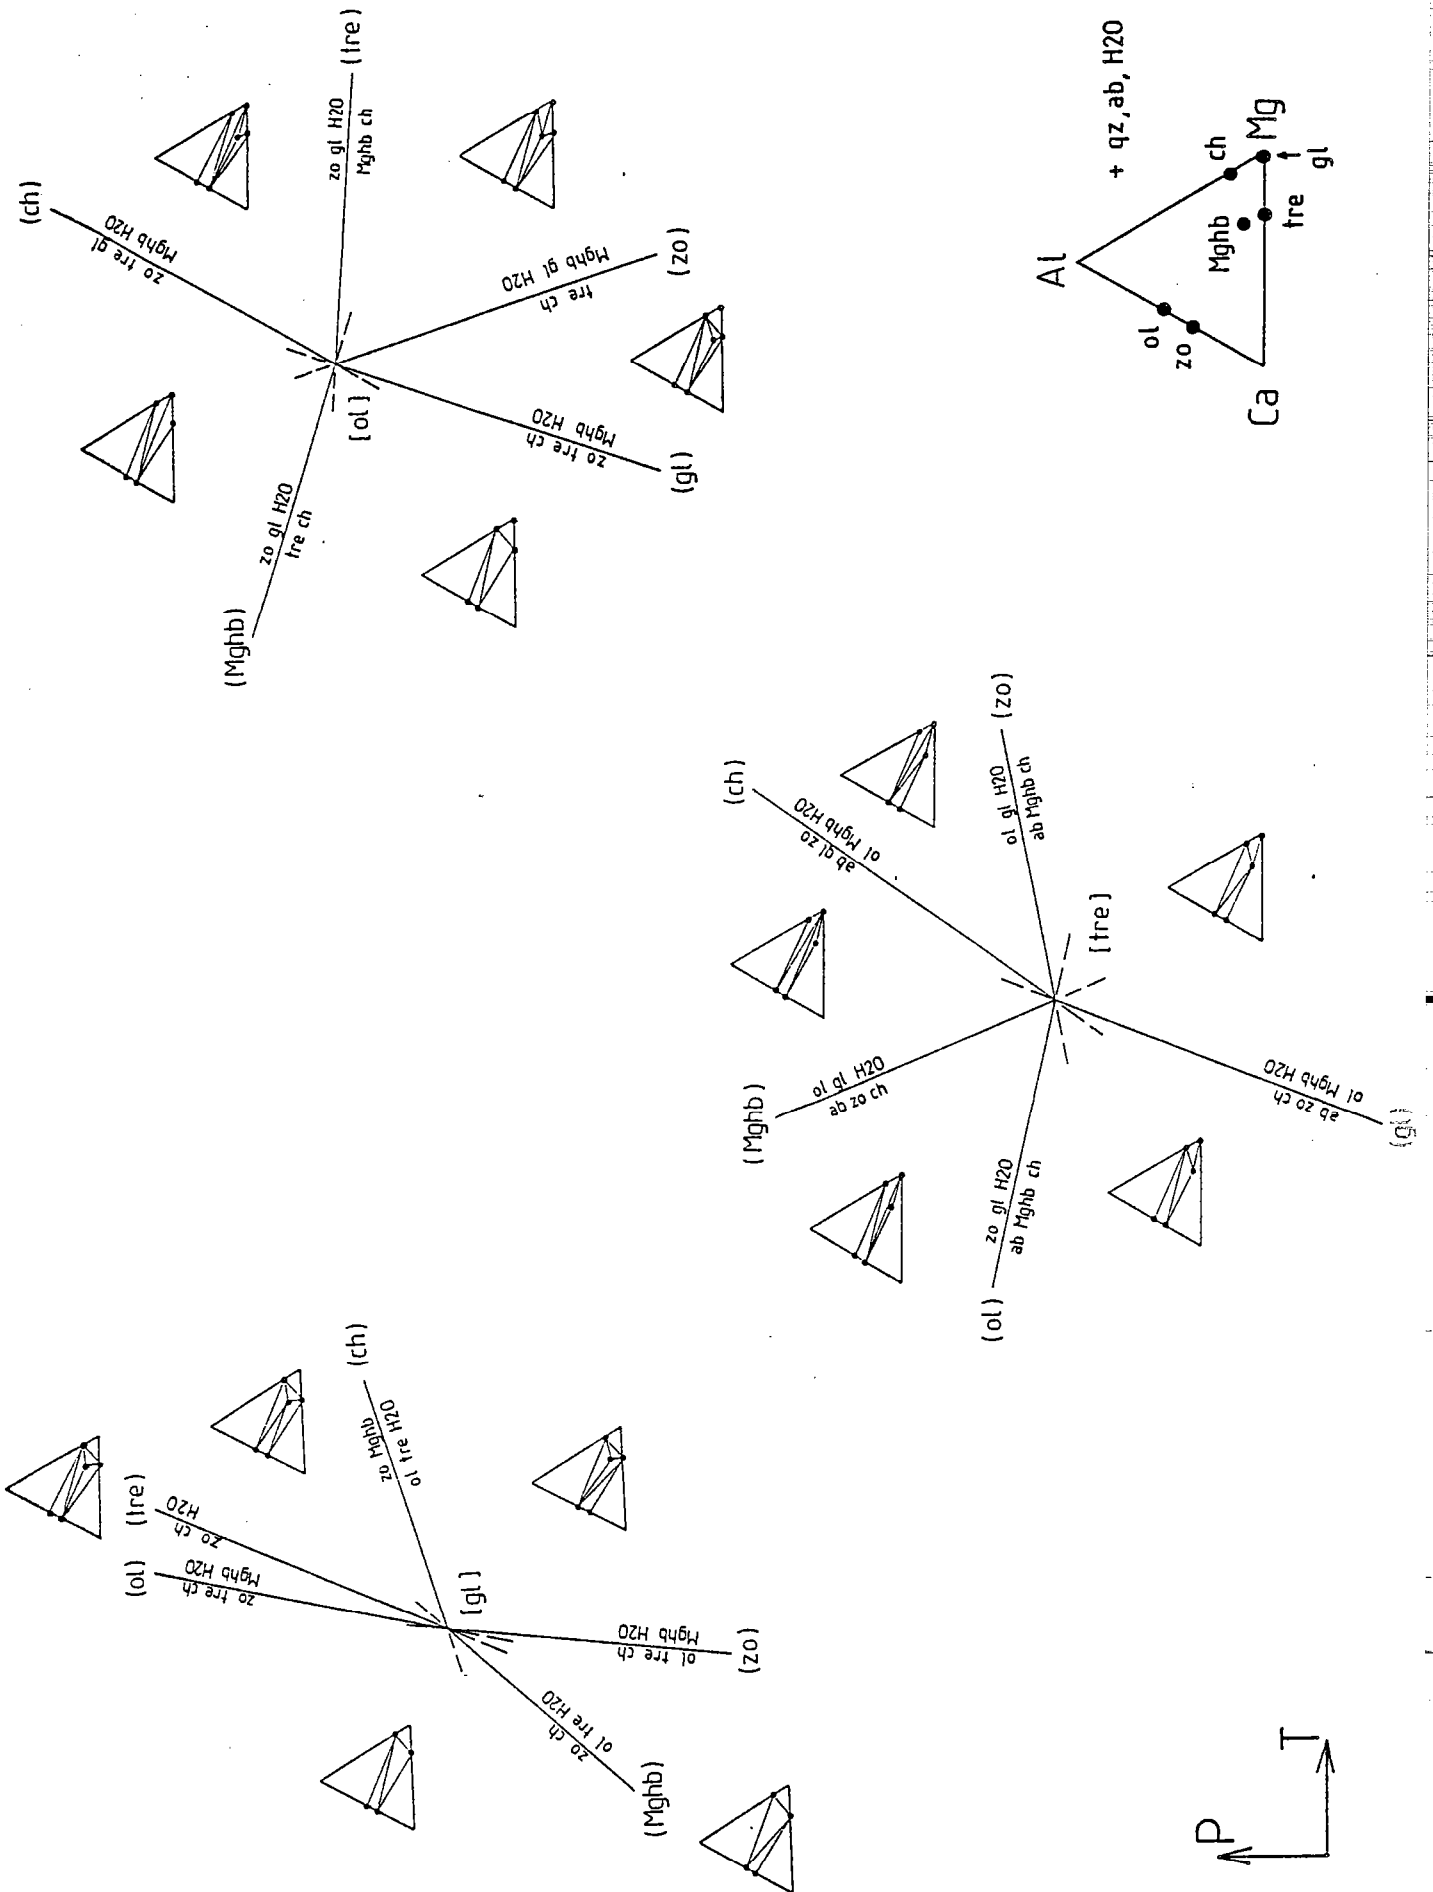 (ch)
zo tre gl
Mghb H2O
(tre)
zo gl H2O
Mghb ch
(zo)
Mghb gl H2O
tre ch
(gl)
zo tre ch
Mghb H2O
(Mghb)
zo gl H2O
tre ch
[ol]
(ch)
ab gl zo
ol Mghb H2O
(zo)
ol gl H2O
ab Mghb ch
(gl)
ab zo ch
ol Mghb H2O
(ol)
zo gl H2O
ab Mghb ch
(Mghb)
ol gl H2O
ab zo ch
[tre]
(tre)
zo ch
H2O
(ol)
zo tre ch
Mghb H2O
(ch)
zo Mghb
ol tre H2O
(zo)
ol tre ch
Mghb H2O
(Mghb)
zo ch
ol tre H2O
[gl]
+ qz, ab, H2O
Al
ol
zo
Mghb
ch
Ca
tre
Mg
gl
P
T